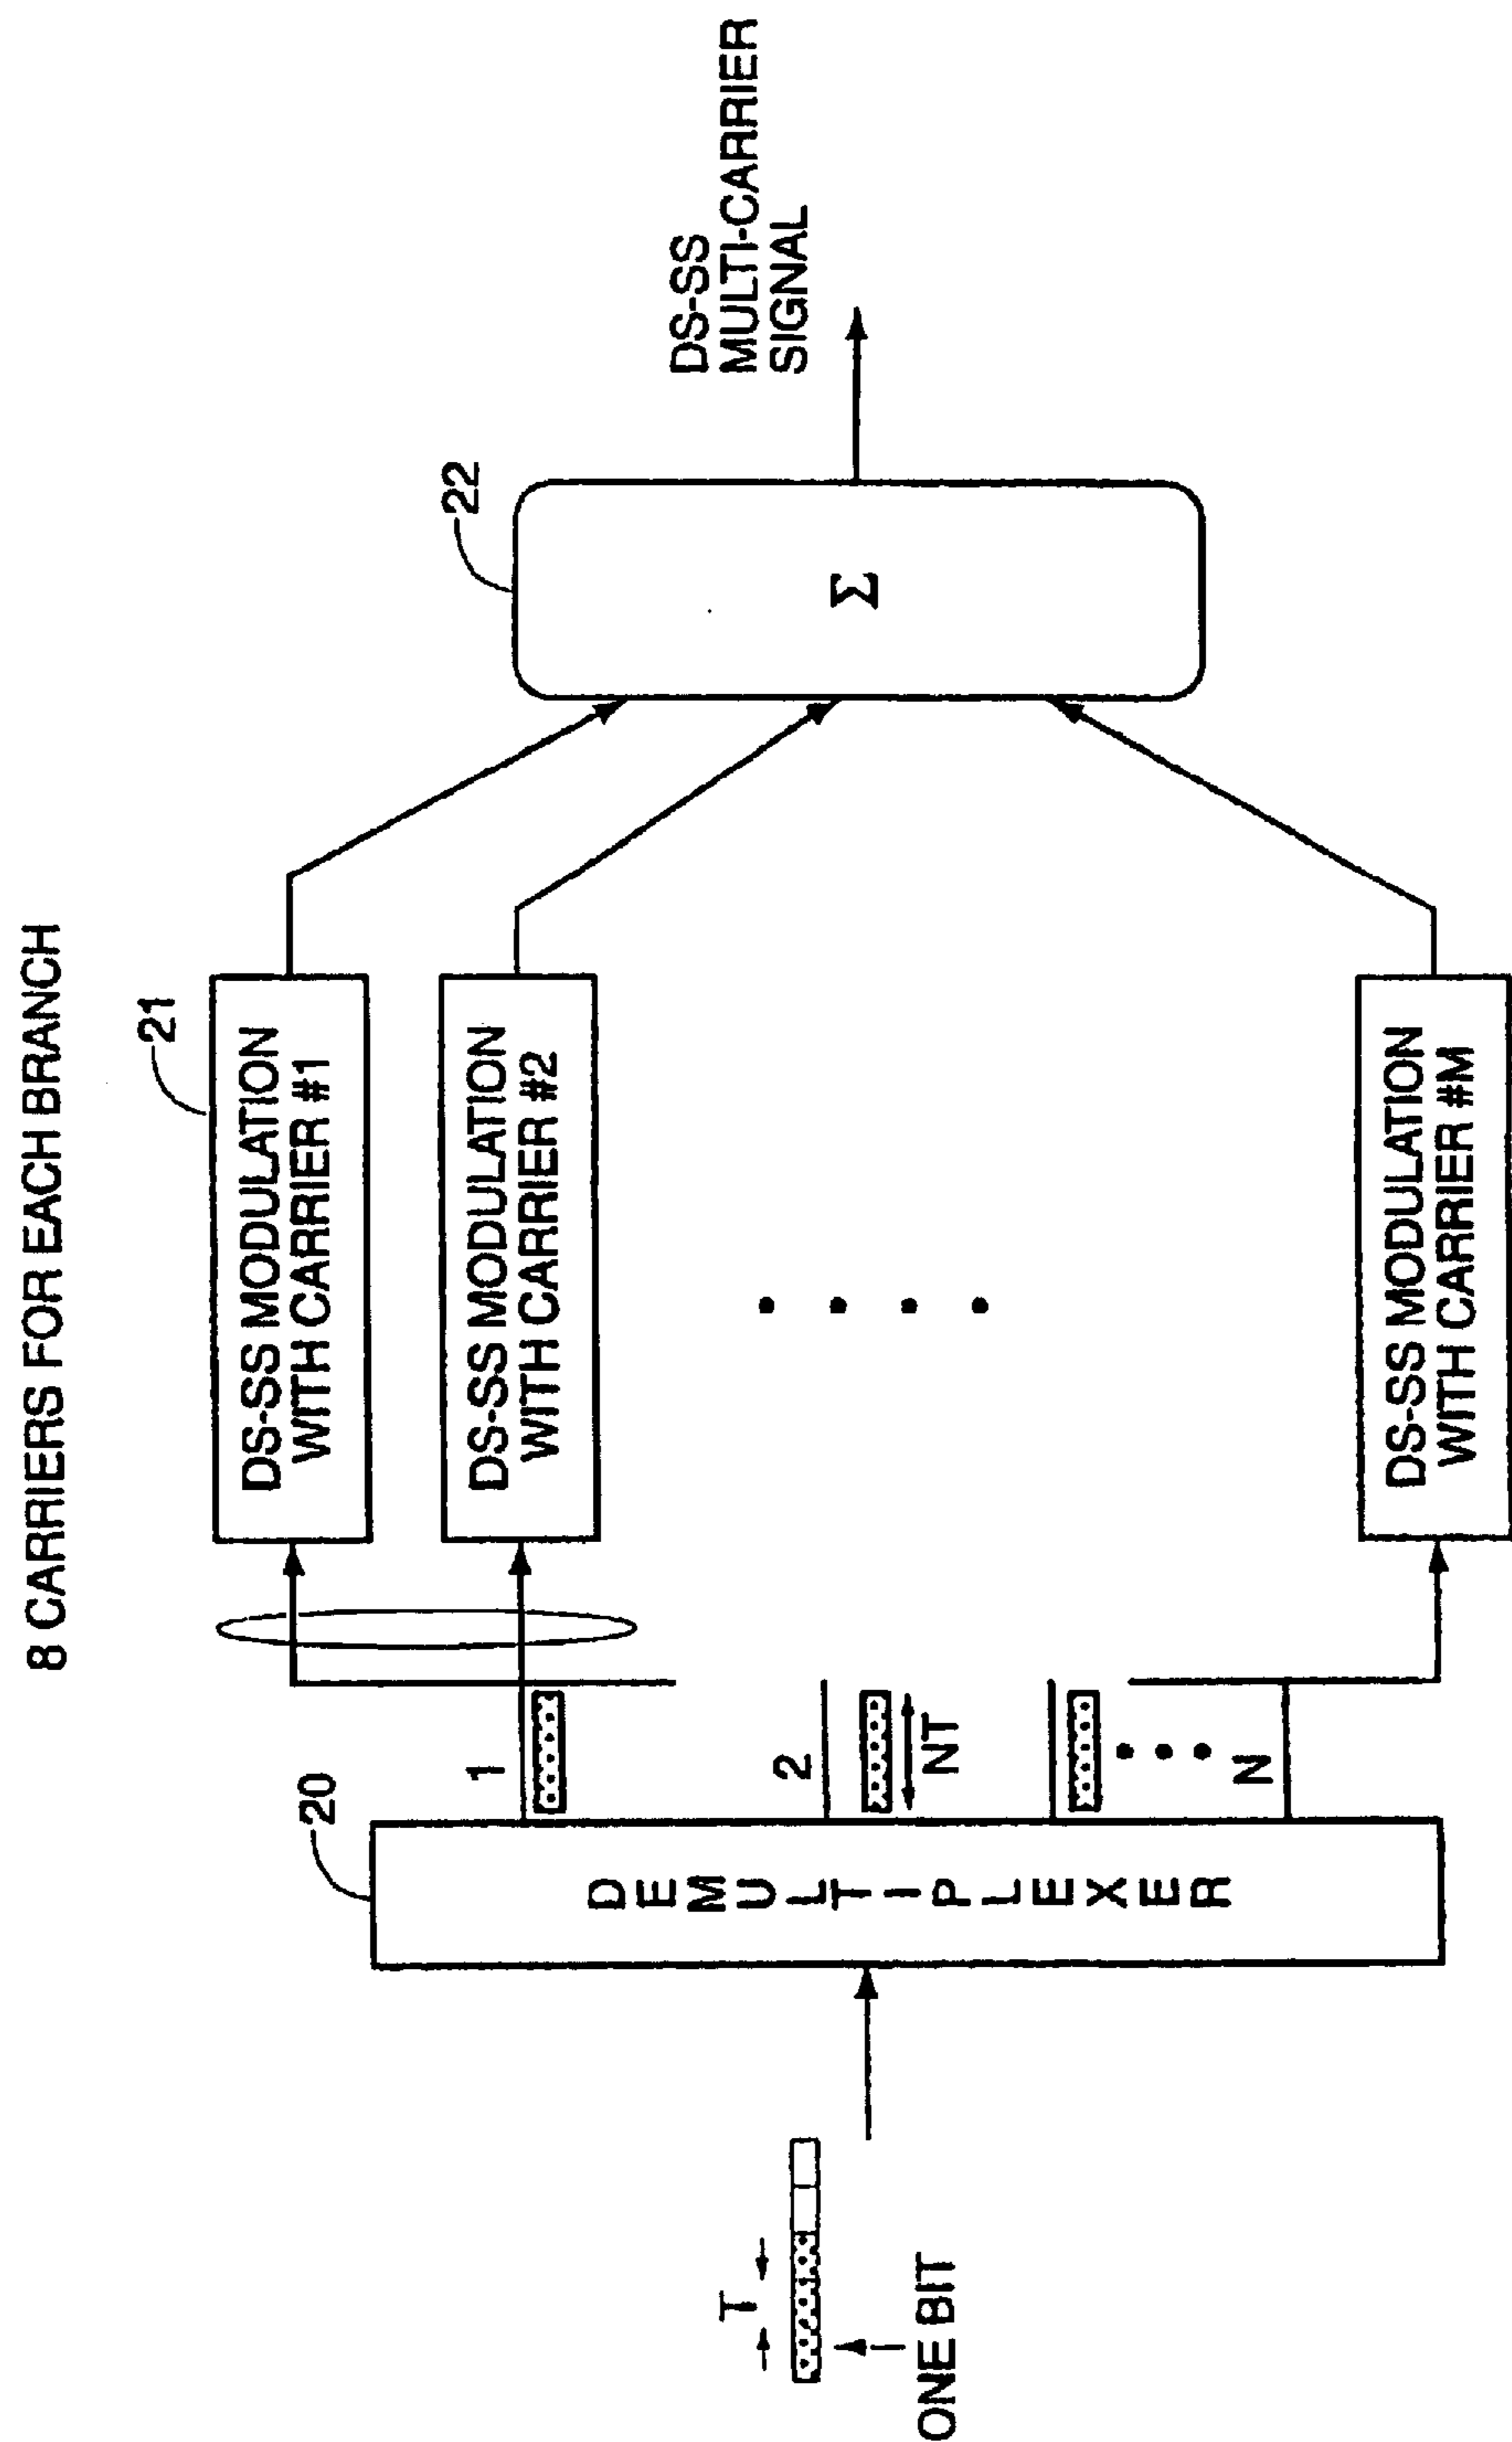 8 CARRIERS FOR EACH BRANCH
21
DS-SS MODULATION
WITH CARRIER #1
DS-SS MODULATION
WITH CARRIER #2
DS-SS MODULATION
WITH CARRIER #M
20
DEMULTIPLEXER
1
2
NT
N
T
ONE BIT
22
Σ
DS-SS
MULTI-CARRIER
SIGNAL